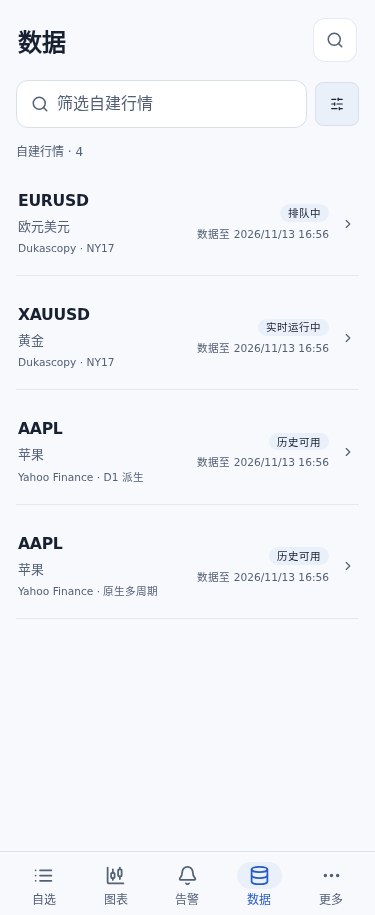 数据
筛选自建行情
自建行情 · 4
EURUSD
欧元美元
Dukascopy · NY17
排队中
数据至 2026/11/13 16:56
XAUUSD
黄金
Dukascopy · NY17
实时运行中
数据至 2026/11/13 16:56
AAPL
苹果
Yahoo Finance · D1 派生
历史可用
数据至 2026/11/13 16:56
AAPL
苹果
Yahoo Finance · 原生多周期
历史可用
数据至 2026/11/13 16:56
自选
图表
告警
数据
更多